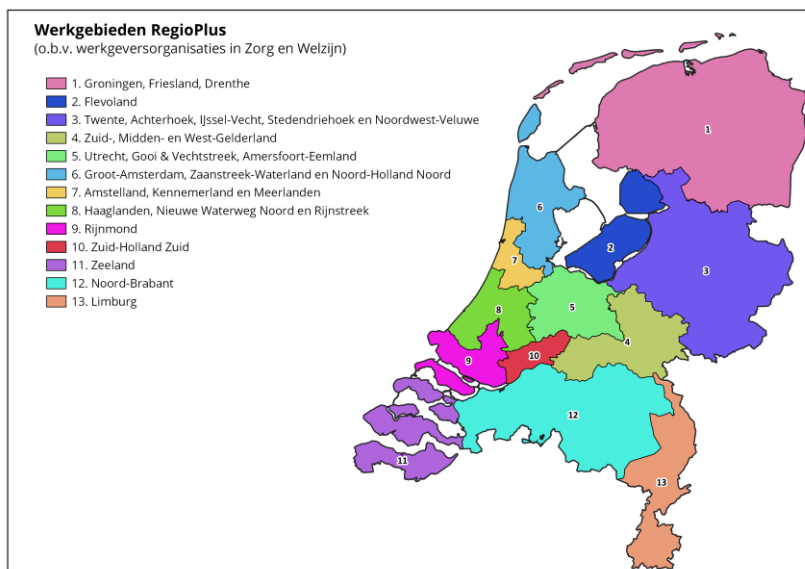 Werkgebieden RegioPlus
(o.b.v. werkgeversorganisaties in Zorg en Welzijn)
1. Groningen, Friesland, Drenthe
2. Flevoland
3. Twente, Achterhoek, IJssel-Vecht, Stedendriehoek en Noordwest-Veluwe
4. Zuid-, Midden- en West-Gelderland
5. Utrecht, Gooi & Vechtstreek, Amersfoort-Eemland
6. Groot-Amsterdam, Zaanstreek-Waterland en Noord-Holland Noord
7. Amstelland, Kennemerland en Meerlanden
8. Haaglanden, Nieuwe Waterweg Noord en Rijnstreek
9. Rijnmond
10. Zuid-Holland Zuid
11. Zeeland
12. Noord-Brabant
13. Limburg
1
6
2
7
3
5
8
4
10
9
12
11
13